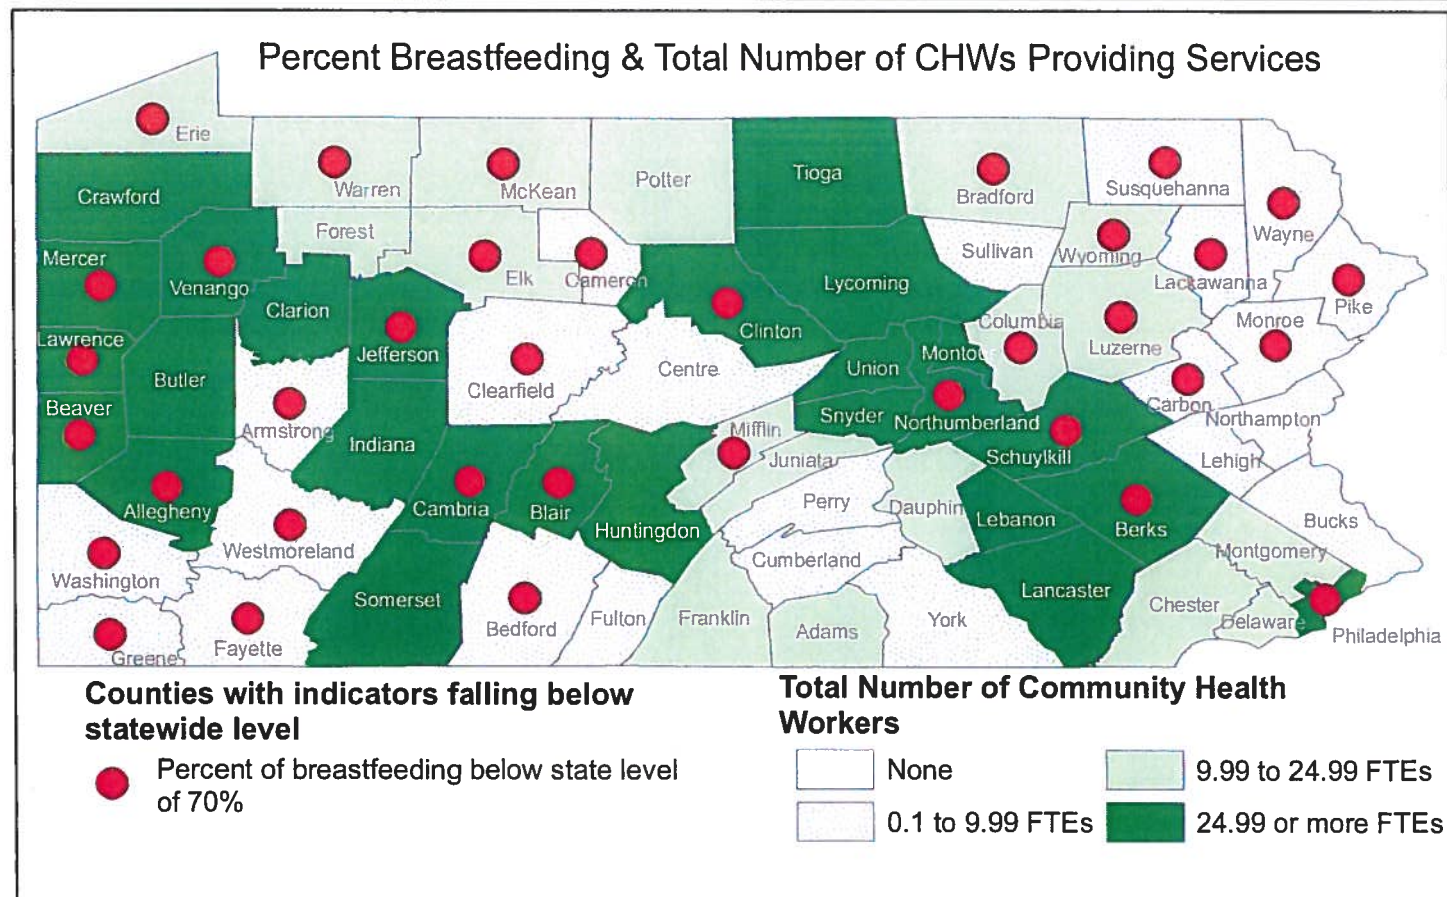 Percent Breastfeeding & Total Number of CHWs Providing Services
Erie
Warren
McKean
Potter
Tioga
Bradford
Susquehanna
Wayne
Crawford
Forest
Elk
Cameron
Sullivan
Wyoming
Lackawanna
Pike
Mercer
Venango
Clarion
Jefferson
Clinton
Lycoming
Columbia
Luzerne
Monroe
Lawrence
Butler
Clearfield
Centre
Union
Montou
Carbon
Beaver
Armstrong
Indiana
Mifflin
Snyder
Northumberland
Northampton
Juniata
Schuylkill
Lehigh
Allegheny
Cambria
Blair
Huntingdon
Perry
Dauphin
Lebanon
Berks
Bucks
Washington
Westmoreland
Cumberland
Montgomery
Greene
Fayette
Somerset
Bedford
Fulton
Franklin
Adams
York
Lancaster
Chester
Delaware
Philadelphia
Counties with indicators falling below
statewide level
Percent of breastfeeding below state level
of 70%
Total Number of Community Health
Workers
None
9.99 to 24.99 FTEs
0.1 to 9.99 FTEs
24.99 or more FTEs